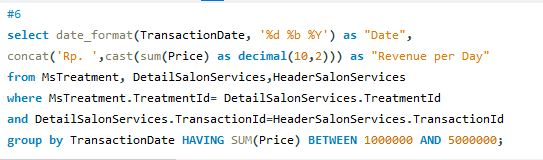 #6
select date_format(TransactionDate, '%d %b %Y') as "Date",
concat('Rp. ',cast(sum(Price) as decimal(10,2))) as "Revenue per Day"
from MsTreatment, DetailSalonServices,HeaderSalonServices
where MsTreatment.TreatmentId= DetailSalonServices.TreatmentId
and DetailSalonServices.TransactionId=HeaderSalonServices.TransactionId
group by TransactionDate HAVING SUM(Price) BETWEEN 1000000 AND 5000000;